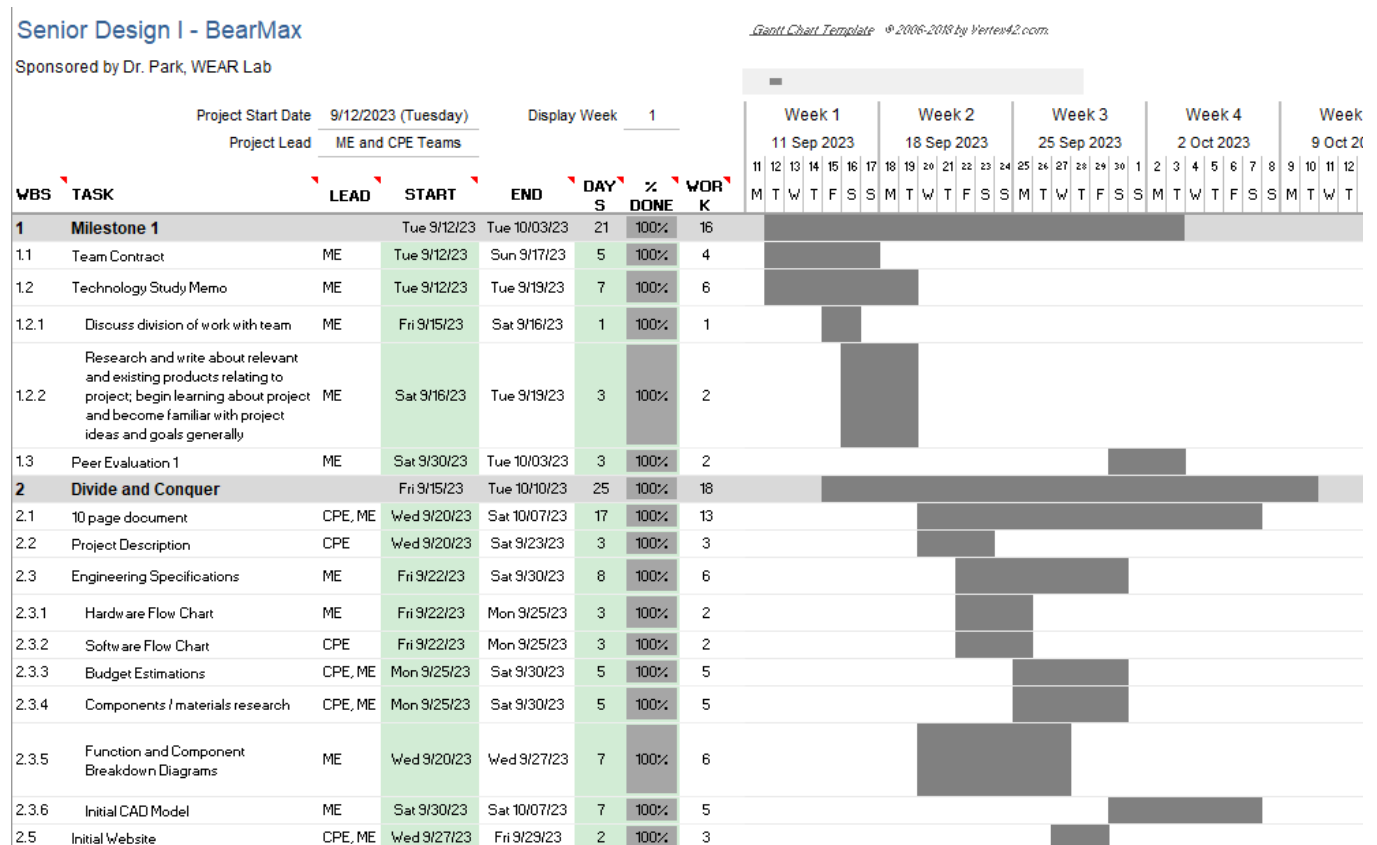 Senior Design I - BearMax
Gantt Chart Template © 2006-2018 by Vertex42.com.
Sponsored by Dr. Park, WEAR Lab
Project Start Date 9/12/2023 (Tuesday) Display Week 1 Week 1 Week 2 Week 3 Week 4 Week
Project Lead ME and CPE Teams 11 Sep 2023 18 Sep 2023 25 Sep 2023 2 Oct 2023 9 Oct 20
11 12 13 14 15 16 17 18 19 20 21 22 23 24 25 26 27 28 29 30 1 2 3 4 5 6 7 8 9 10 11 12
WBS TASK LEAD START END DAYS % DONE WORK M T W T F S S M T W T F S S M T W T F S S M T W T F S S M T W T
1 Milestone 1 Tue 9/12/23 Tue 10/03/23 21 100% 16
1.1 Team Contract ME Tue 9/12/23 Sun 9/17/23 5 100% 4
1.2 Technology Study Memo ME Tue 9/12/23 Tue 9/19/23 7 100% 6
1.2.1 Discuss division of work with team ME Fri 9/15/23 Sat 9/16/23 1 100% 1
Research and write about relevant
and existing products relating to
1.2.2 project; begin learning about project ME Sat 9/16/23 Tue 9/19/23 3 100% 2
and become familiar with project
ideas and goals generally
1.3 Peer Evaluation 1 ME Sat 9/30/23 Tue 10/03/23 3 100% 2
2 Divide and Conquer Fri 9/15/23 Tue 10/10/23 25 100% 18
2.1 10 page document CPE, ME Wed 9/20/23 Sat 10/07/23 17 100% 13
2.2 Project Description CPE Wed 9/20/23 Sat 9/23/23 3 100% 3
2.3 Engineering Specifications ME Fri 9/22/23 Sat 9/30/23 8 100% 6
2.3.1 Hardware Flow Chart ME Fri 9/22/23 Mon 9/25/23 3 100% 2
2.3.2 Software Flow Chart CPE Fri 9/22/23 Mon 9/25/23 3 100% 2
2.3.3 Budget Estimations CPE, ME Mon 9/25/23 Sat 9/30/23 5 100% 5
2.3.4 Components / materials research CPE, ME Mon 9/25/23 Sat 9/30/23 5 100% 5
2.3.5 Function and Component ME Wed 9/20/23 Wed 9/27/23 7 100% 6
Breakdown Diagrams
2.3.6 Initial CAD Model ME Sat 9/30/23 Sat 10/07/23 7 100% 5
2.5 Initial Website CPE, ME Wed 9/27/23 Fri 9/29/23 2 100% 3